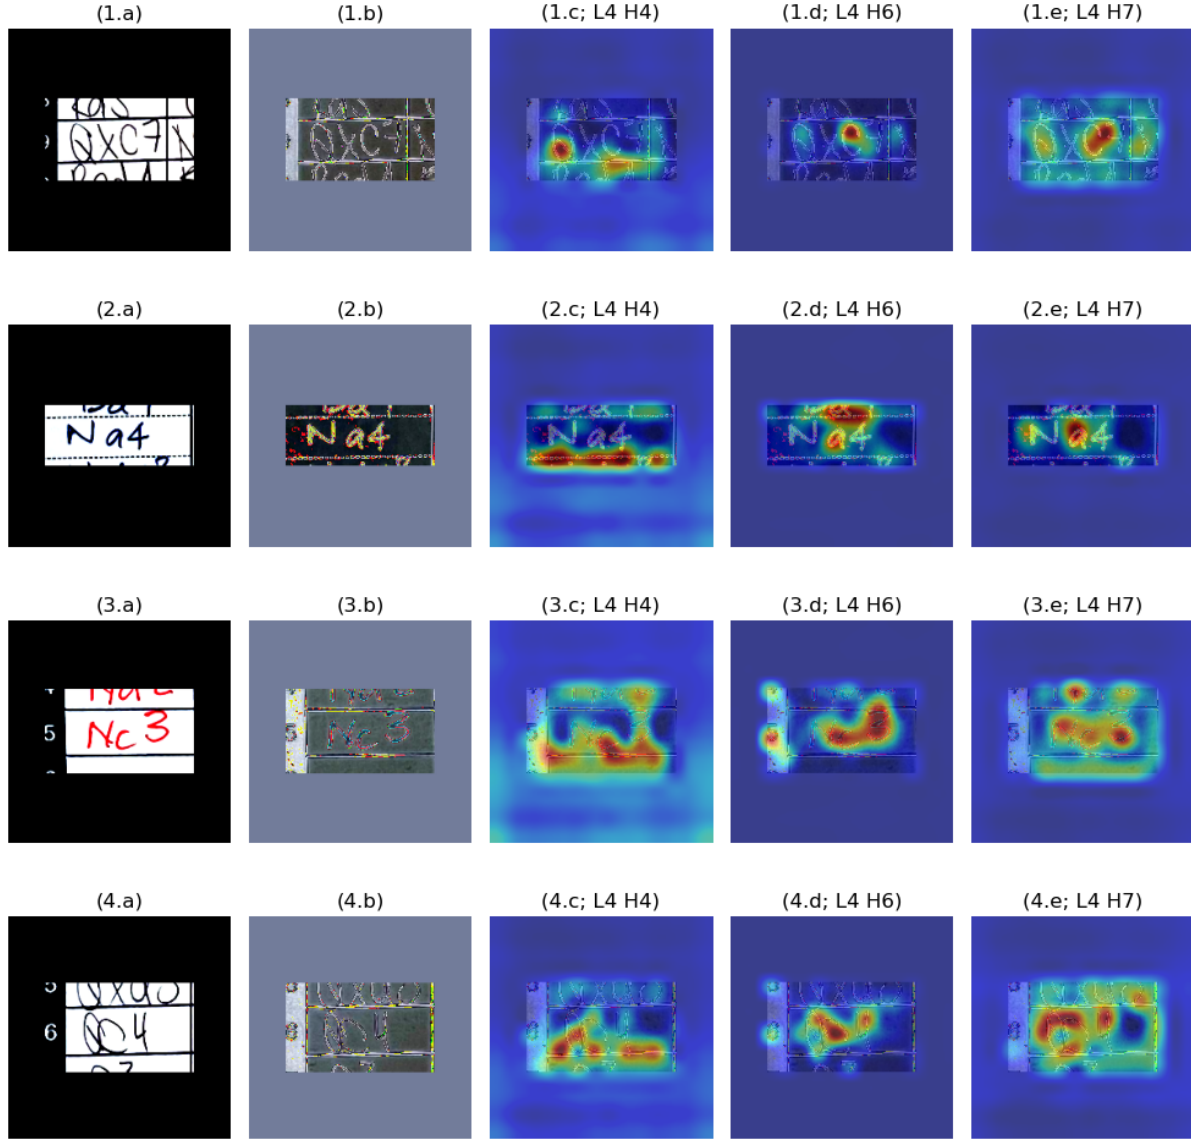 (1.a) (1.b) (1.c; L4 H4) (1.d; L4 H6) (1.e; L4 H7)
QXC7
(2.a) (2.b) (2.c; L4 H4) (2.d; L4 H6) (2.e; L4 H7)
Na4
(3.a) (3.b) (3.c; L4 H4) (3.d; L4 H6) (3.e; L4 H7)
5 Nc3
(4.a) (4.b) (4.c; L4 H4) (4.d; L4 H6) (4.e; L4 H7)
6 QC4